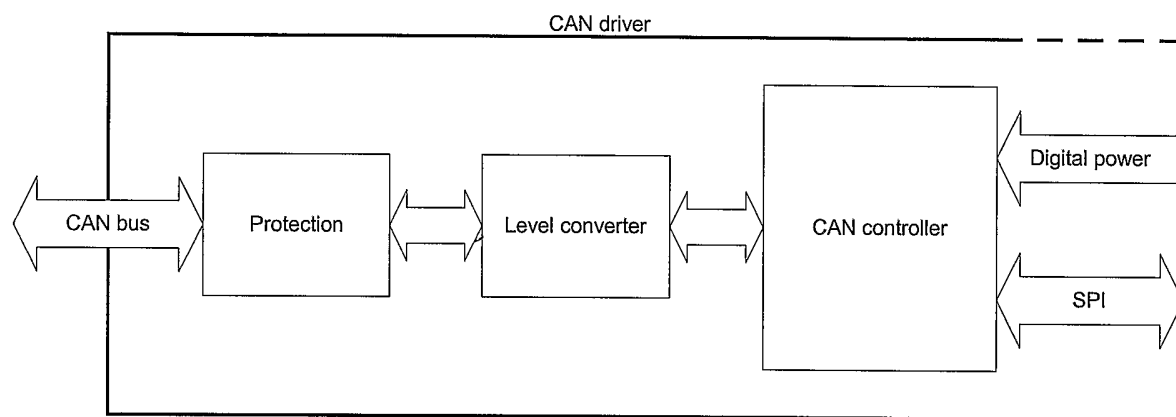 CAN driver
Digital power
CAN bus
Protection
Level converter
CAN controller
SPI